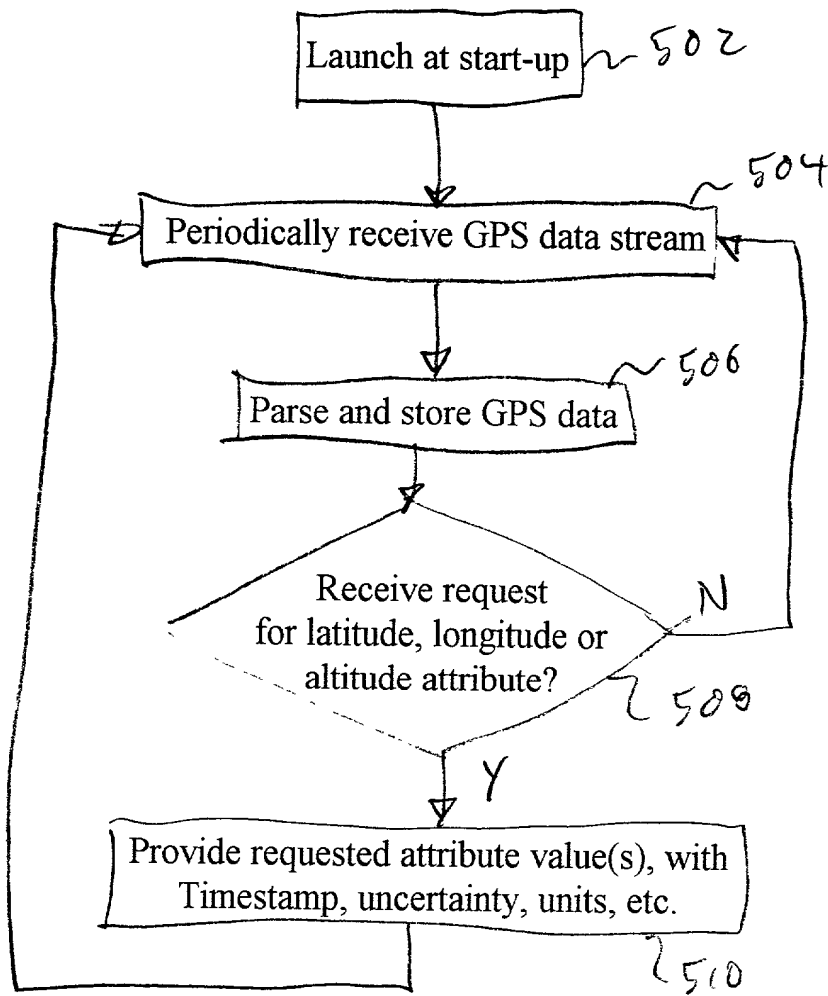 Launch at start-up
502
504
Periodically receive GPS data stream
506
Parse and store GPS data
Receive request
for latitude, longitude or
altitude attribute?
N
508
Y
Provide requested attribute value(s), with
Timestamp, uncertainty, units, etc.
510